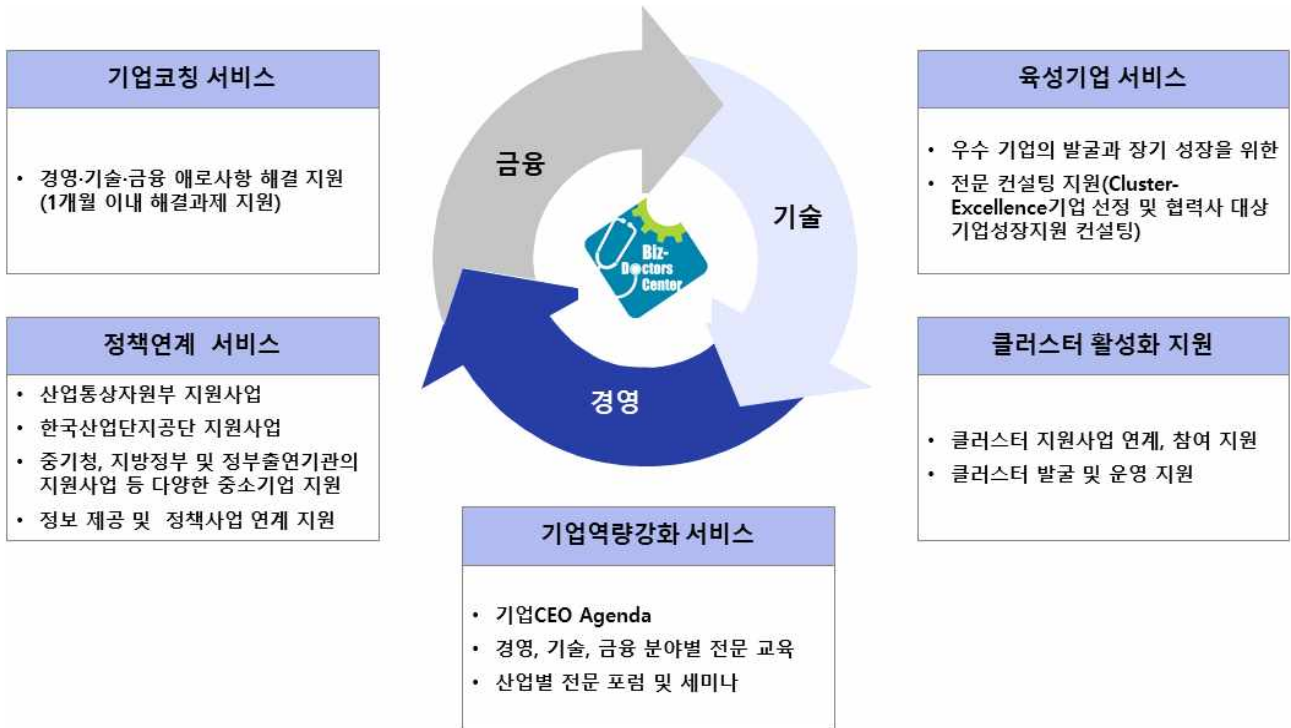 기업코칭 서비스
• 경영·기술·금융 애로사항 해결 지원
(1개월 이내 해결과제 지원)
정책연계 서비스
• 산업통상자원부 지원사업
• 한국산업단지공단 지원사업
• 중기청, 지방정부 및 정부출연기관의
지원사업 등 다양한 중소기업 지원
• 정보 제공 및 정책사업 연계 지원
금융
기술
경영
Biz-
Doctors
Center
기업역량강화 서비스
• 기업CEO Agenda
• 경영, 기술, 금융 분야별 전문 교육
• 산업별 전문 포럼 및 세미나
육성기업 서비스
• 우수 기업의 발굴과 장기 성장을 위한
• 전문 컨설팅 지원(Cluster-
Excellence기업 선정 및 협력사 대상
기업성장지원 컨설팅)
클러스터 활성화 지원
• 클러스터 지원사업 연계, 참여 지원
• 클러스터 발굴 및 운영 지원